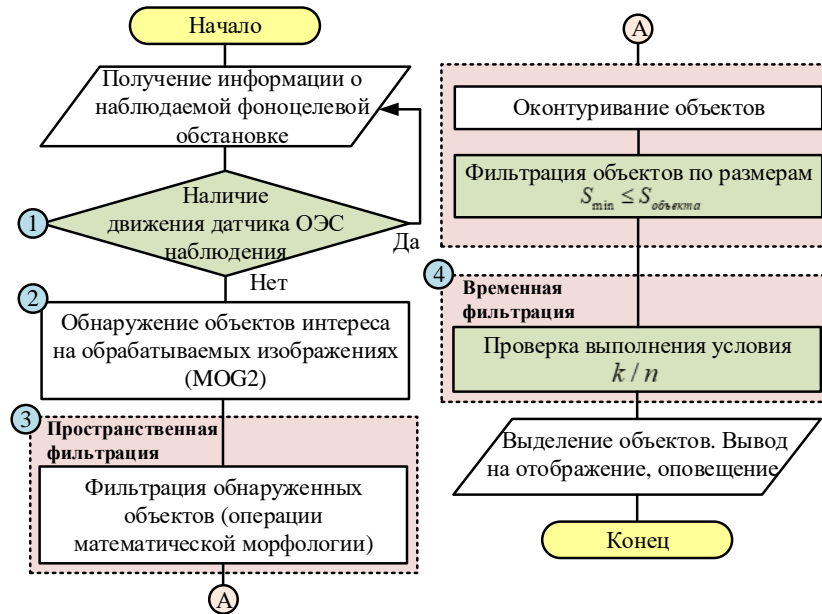 Начало
Получение информации о
наблюдаемой фоноцелевой
обстановке
1
Наличие
движения датчика ОЭС
наблюдения
Да
Нет
2
Обнаружение объектов интереса
на обрабатываемых изображениях
(MOG2)
3
Пространственная
фильтрация
Фильтрация обнаруженных
объектов (операции
математической морфологии)
А
А
Оконтуривание объектов
Фильтрация объектов по размерам
S_min ≤ S_объекта
4
Временная
фильтрация
Проверка выполнения условия
k / n
Выделение объектов. Вывод
на отображение, оповещение
Конец